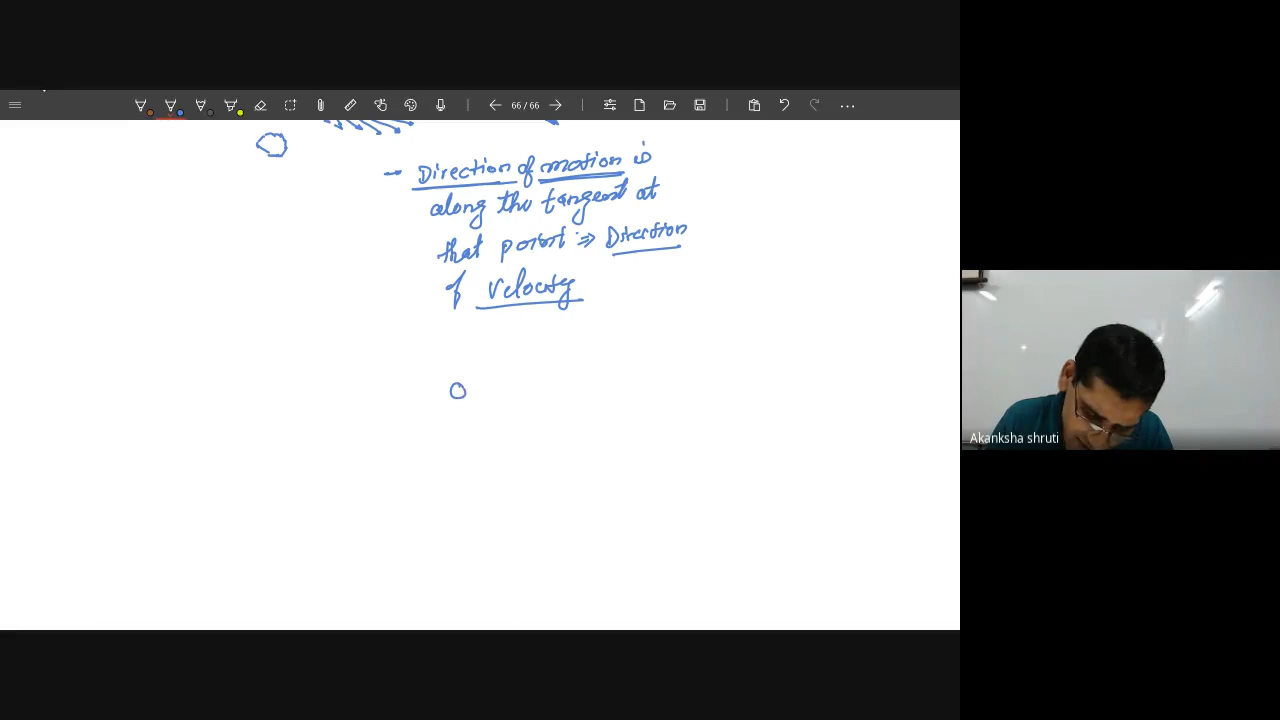 66 / 66
→ Direction of motion is
along the tangent at
that point ⇒ Direction
of Velocity
Akanksha shruti